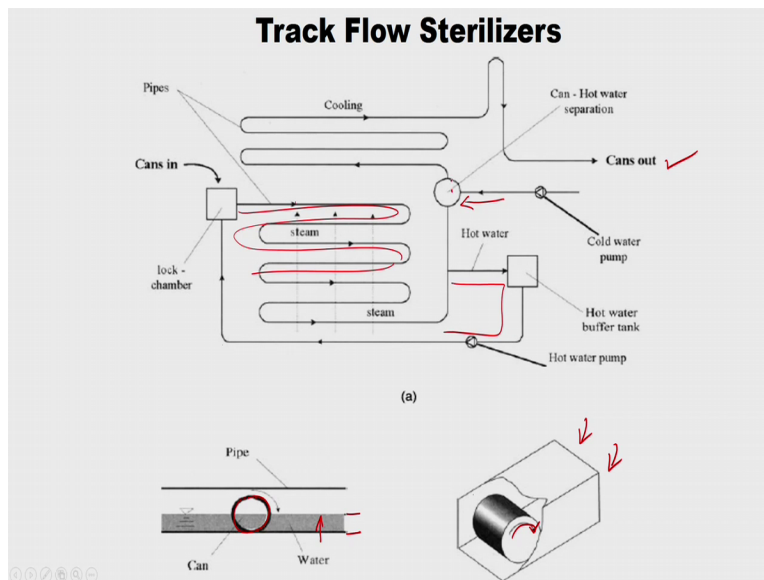 Track Flow Sterilizers
Pipes
Cooling
Can - Hot water
separation
Cans in
Cans out
steam
Hot water
Cold water
pump
lock -
chamber
steam
Hot water
buffer tank
Hot water pump
(a)
Pipe
Can
Water